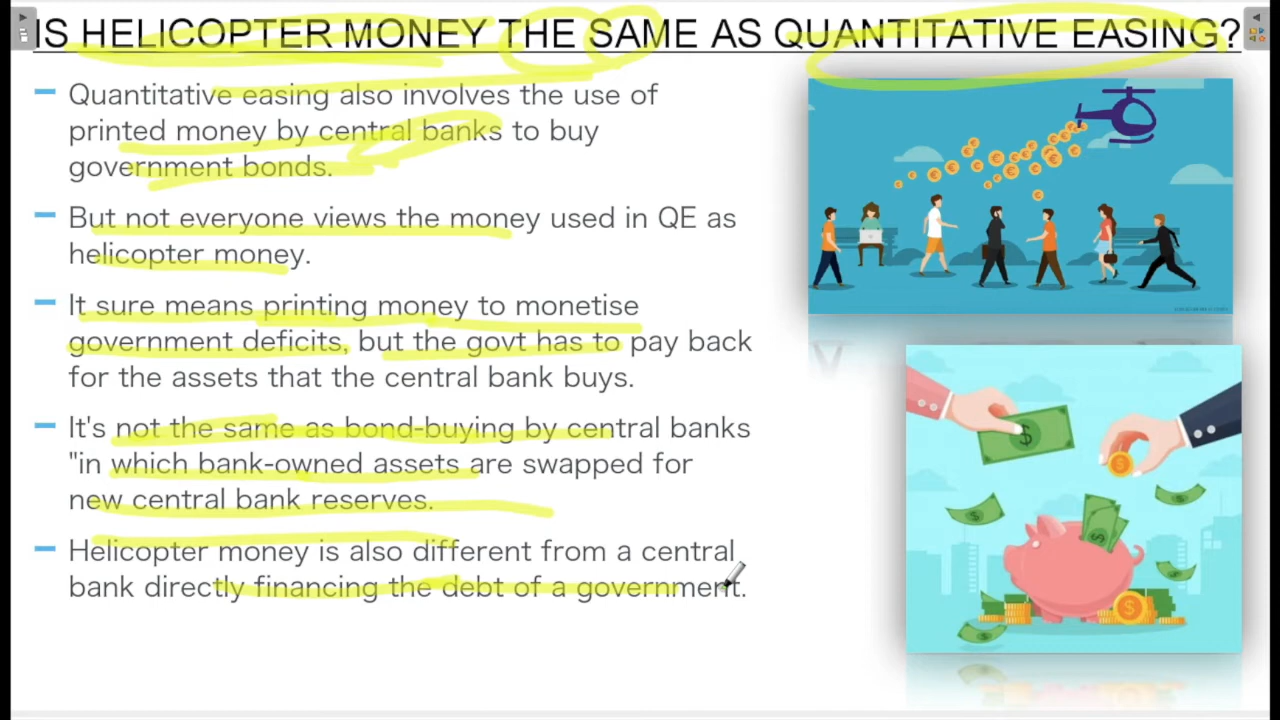 IS HELICOPTER MONEY THE SAME AS QUANTITATIVE EASING?
Quantitative easing also involves the use of
printed money by central banks to buy
government bonds.
But not everyone views the money used in QE as
helicopter money.
It sure means printing money to monetise
government deficits, but the govt has to pay back
for the assets that the central bank buys.
It's not the same as bond-buying by central banks
"in which bank-owned assets are swapped for
new central bank reserves.
Helicopter money is also different from a central
bank directly financing the debt of a government.